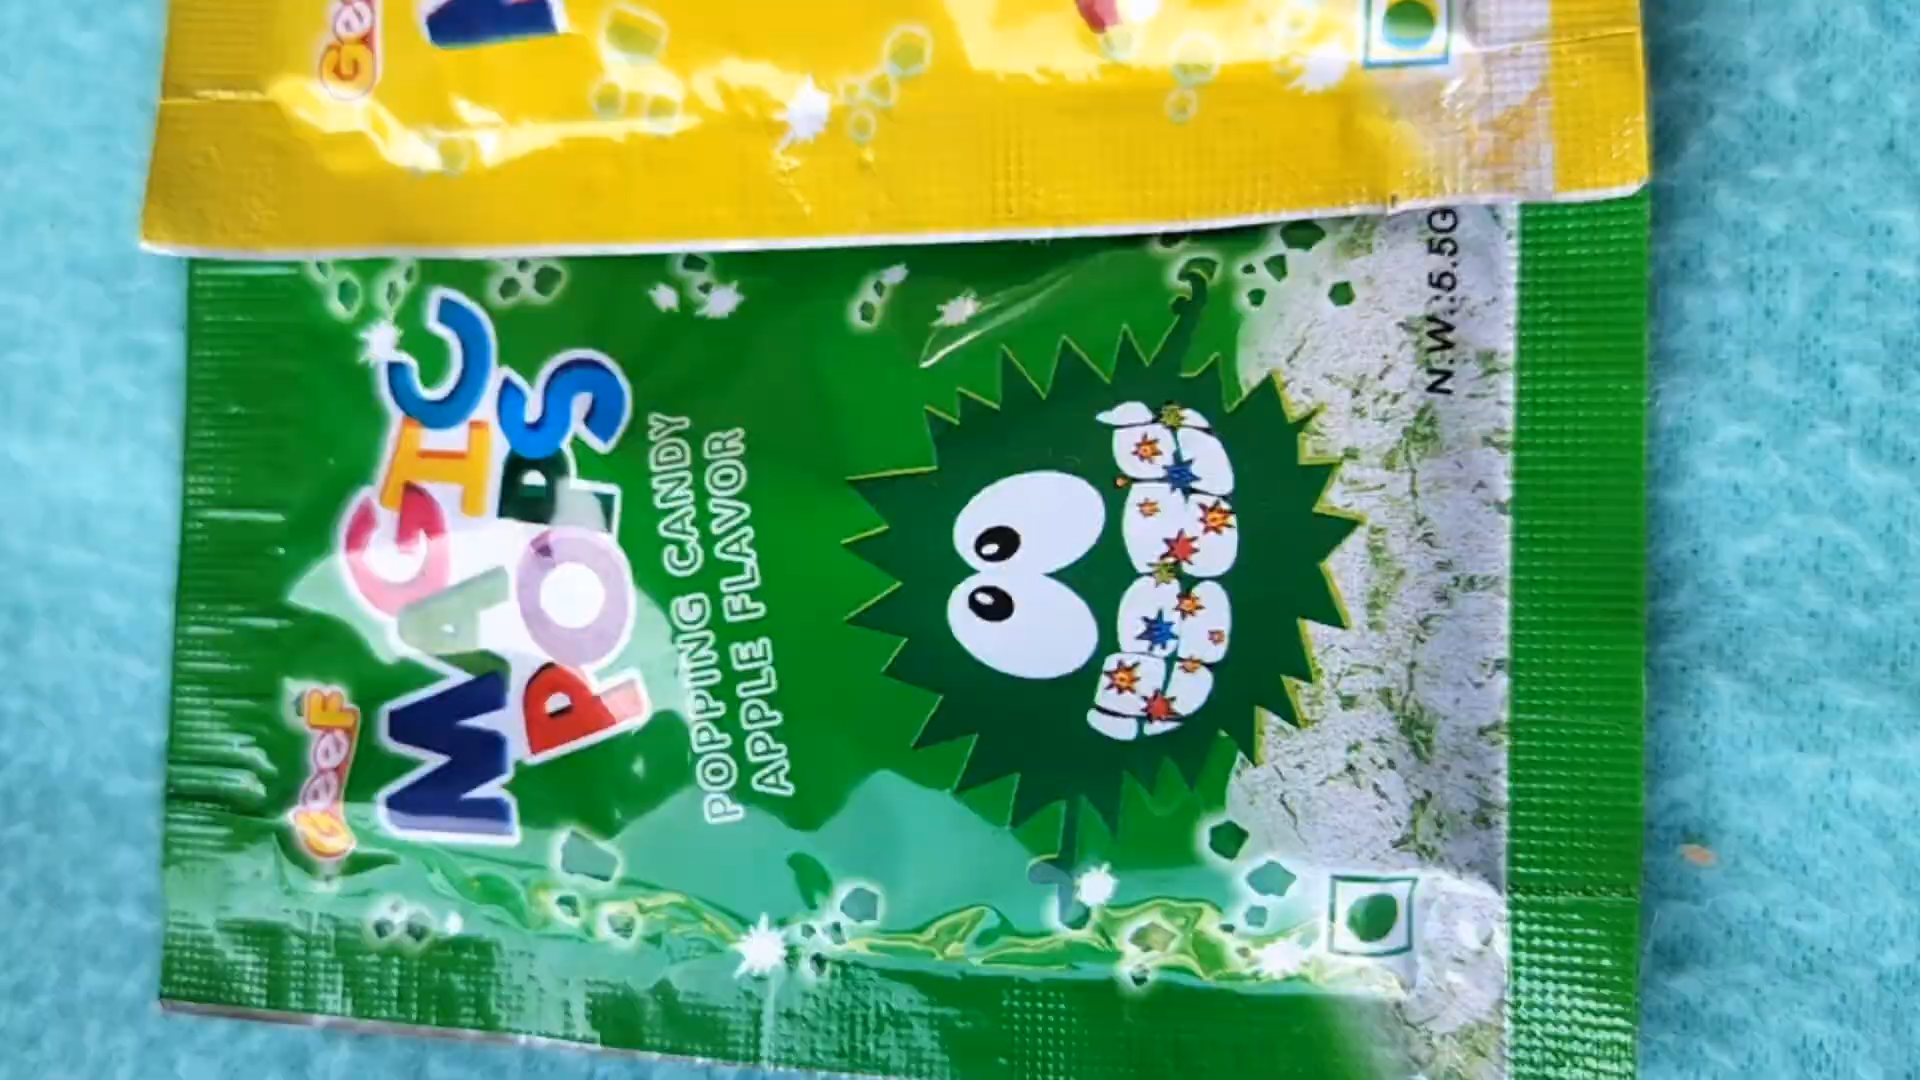 Geef
MAGIC
POPS
POPPING CANDY
APPLE FLAVOR
N.W.:5.5G